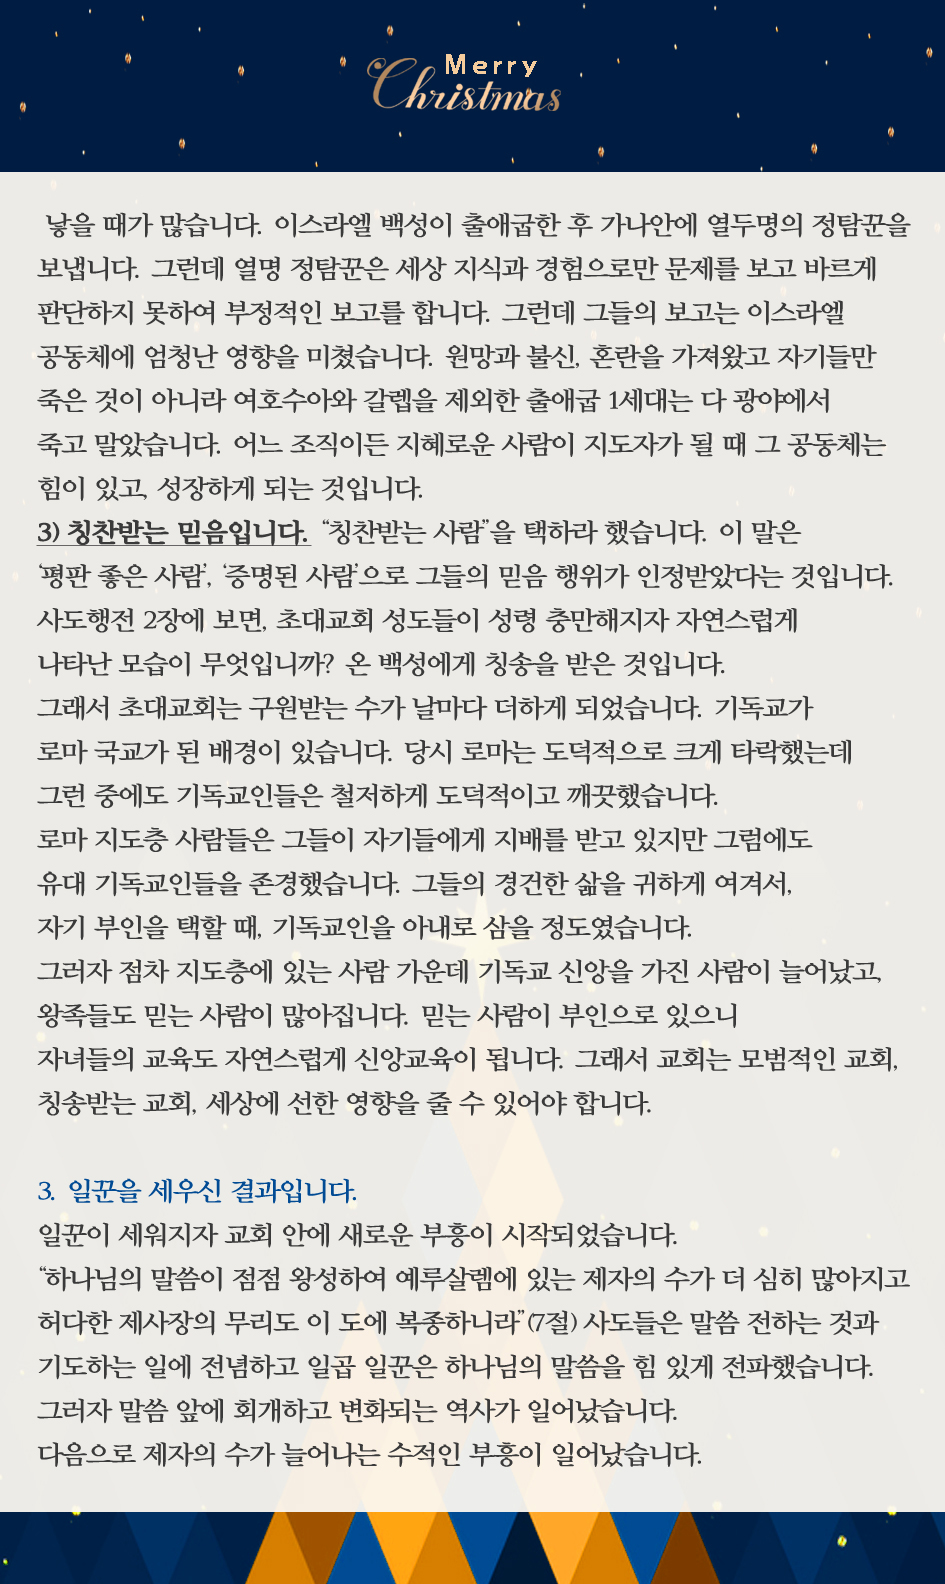 Merry
Christmas
낳을 때가 많습니다. 이스라엘 백성이 출애굽한 후 가나안에 열두명의 정탐꾼을
보냅니다. 그런데 열명 정탐꾼은 세상 지식과 경험으로만 문제를 보고 바르게
판단하지 못하여 부정적인 보고를 합니다. 그런데 그들의 보고는 이스라엘
공동체에 엄청난 영향을 미쳤습니다. 원망과 불신, 혼란을 가져왔고 자기들만
죽은 것이 아니라 여호수아와 갈렙을 제외한 출애굽 1세대는 다 광야에서
죽고 말았습니다. 어느 조직이든 지혜로운 사람이 지도자가 될 때 그 공동체는
힘이 있고, 성장하게 되는 것입니다.
3) 칭찬받는 믿음입니다. “칭찬받는 사람”을 택하라 했습니다. 이 말은
‘평판 좋은 사람’, ‘증명된 사람’으로 그들의 믿음 행위가 인정받았다는 것입니다.
사도행전 2장에 보면, 초대교회 성도들이 성령 충만해지자 자연스럽게
나타난 모습이 무엇입니까? 온 백성에게 칭송을 받은 것입니다.
그래서 초대교회는 구원받는 수가 날마다 더하게 되었습니다. 기독교가
로마 국교가 된 배경이 있습니다. 당시 로마는 도덕적으로 크게 타락했는데
그런 중에도 기독교인들은 철저하게 도덕적이고 깨끗했습니다.
로마 지도층 사람들은 그들이 자기들에게 지배를 받고 있지만 그럼에도
유대 기독교인들을 존경했습니다. 그들의 경건한 삶을 귀하게 여겨서,
자기 부인을 택할 때, 기독교인을 아내로 삼을 정도였습니다.
그러자 점차 지도층에 있는 사람 가운데 기독교 신앙을 가진 사람이 늘어났고,
왕족들도 믿는 사람이 많아집니다. 믿는 사람이 부인으로 있으니
자녀들의 교육도 자연스럽게 신앙교육이 됩니다. 그래서 교회는 모범적인 교회,
칭송받는 교회, 세상에 선한 영향을 줄 수 있어야 합니다.
3. 일꾼을 세우신 결과입니다.
일꾼이 세워지자 교회 안에 새로운 부흥이 시작되었습니다.
“하나님의 말씀이 점점 왕성하여 예루살렘에 있는 제자의 수가 더 심히 많아지고
허다한 제사장의 무리도 이 도에 복종하니라”(7절) 사도들은 말씀 전하는 것과
기도하는 일에 전념하고 일곱 일꾼은 하나님의 말씀을 힘 있게 전파했습니다.
그러자 말씀 앞에 회개하고 변화되는 역사가 일어났습니다.
다음으로 제자의 수가 늘어나는 수적인 부흥이 일어났습니다.